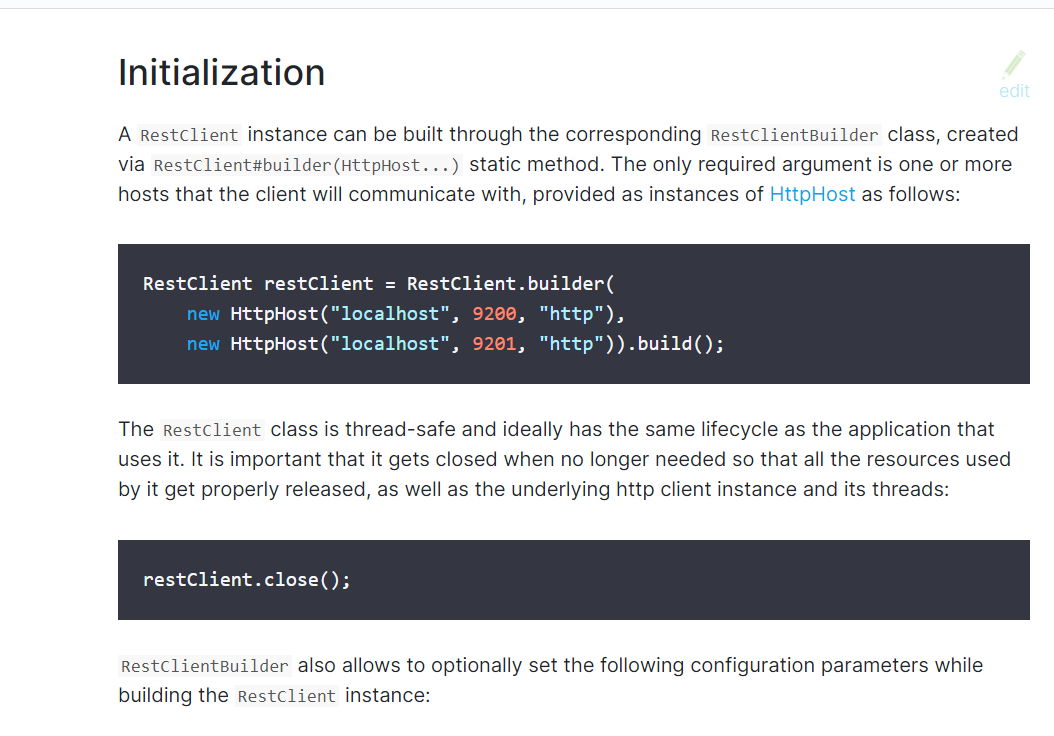 Initialization
edit
A RestClient instance can be built through the corresponding RestClientBuilder class, created
via RestClient#builder(HttpHost...) static method. The only required argument is one or more
hosts that the client will communicate with, provided as instances of HttpHost as follows:
RestClient restClient = RestClient.builder(
    new HttpHost("localhost", 9200, "http"),
    new HttpHost("localhost", 9201, "http")).build();
The RestClient class is thread-safe and ideally has the same lifecycle as the application that
uses it. It is important that it gets closed when no longer needed so that all the resources used
by it get properly released, as well as the underlying http client instance and its threads:
restClient.close();
RestClientBuilder also allows to optionally set the following configuration parameters while
building the RestClient instance: